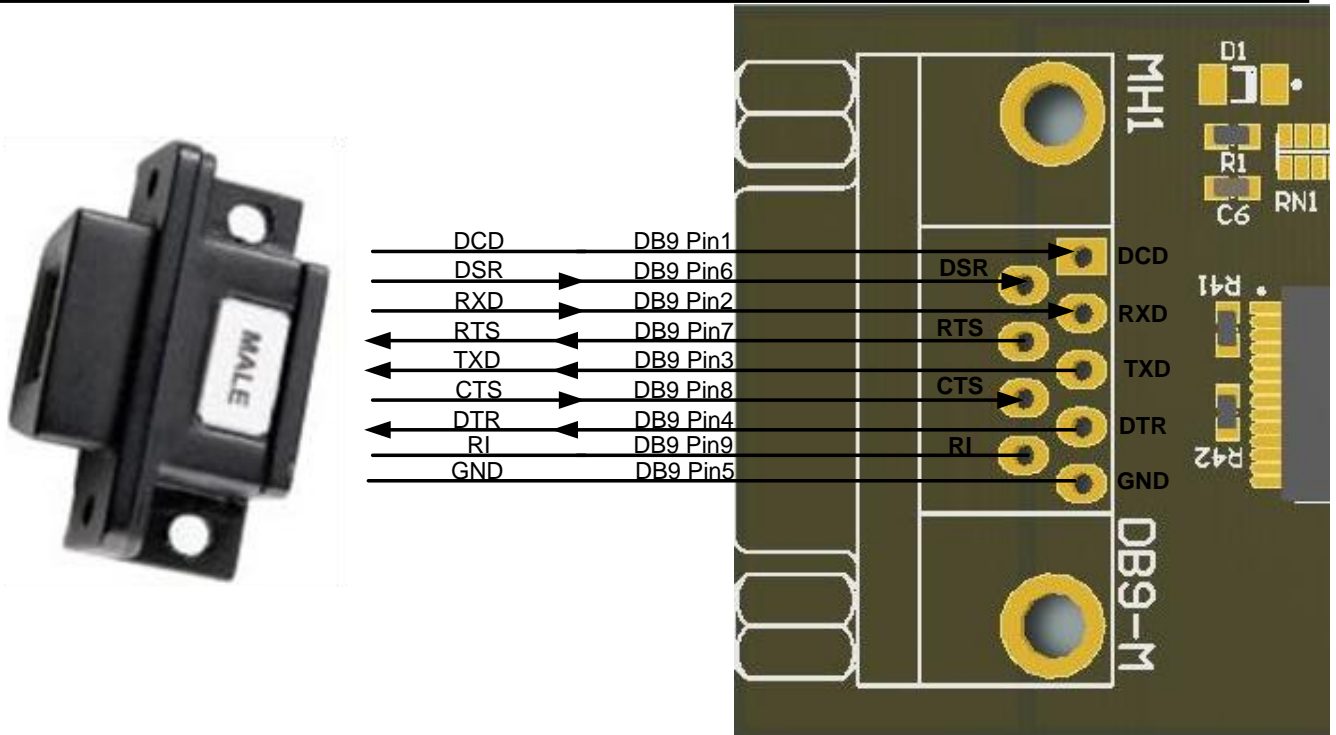 MALE
DCD DB9 Pin1 DCD
DSR DB9 Pin6 DSR
RXD DB9 Pin2 RXD
RTS DB9 Pin7 RTS
TXD DB9 Pin3 TXD
CTS DB9 Pin8 CTS
DTR DB9 Pin4 DTR
RI DB9 Pin9 RI
GND DB9 Pin5 GND
MH1
DB9-M
D1
R1
C6
RN1
R41
R42